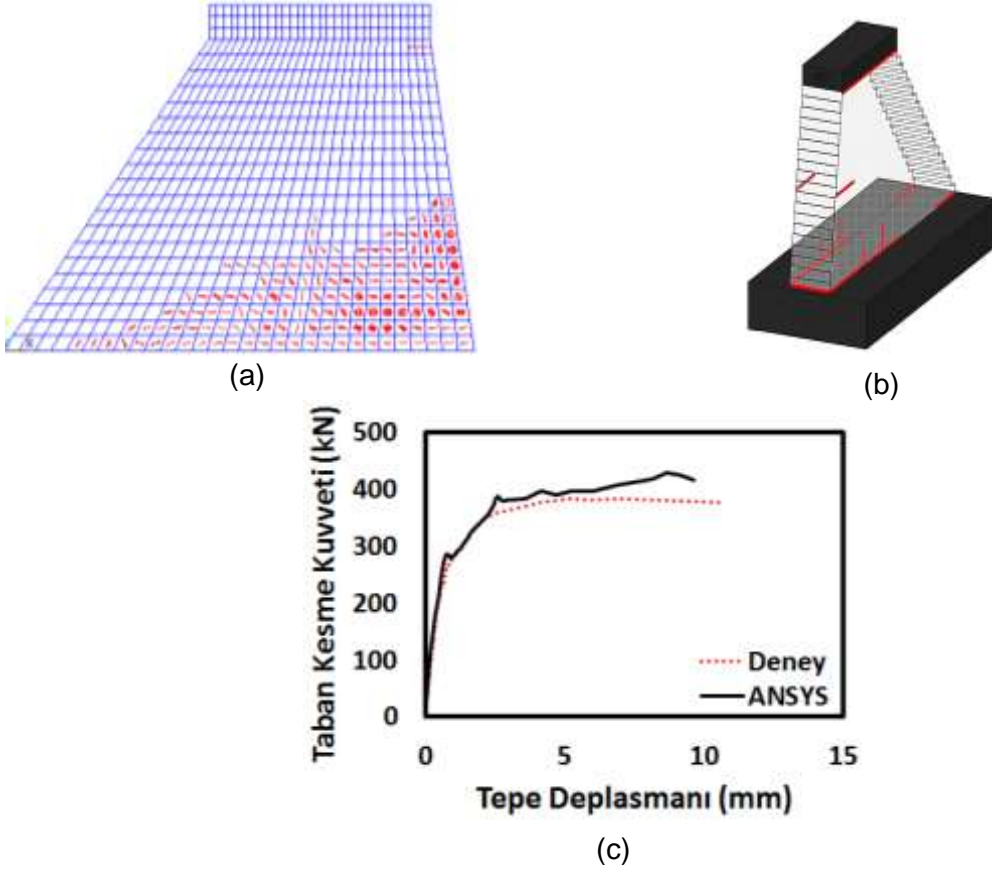 (a)
(b)
Taban Kesme Kuvveti (kN)
500
400
300
200
100
0
Deney
ANSYS
0 5 10 15
Tepe Deplasmanı (mm)
(c)